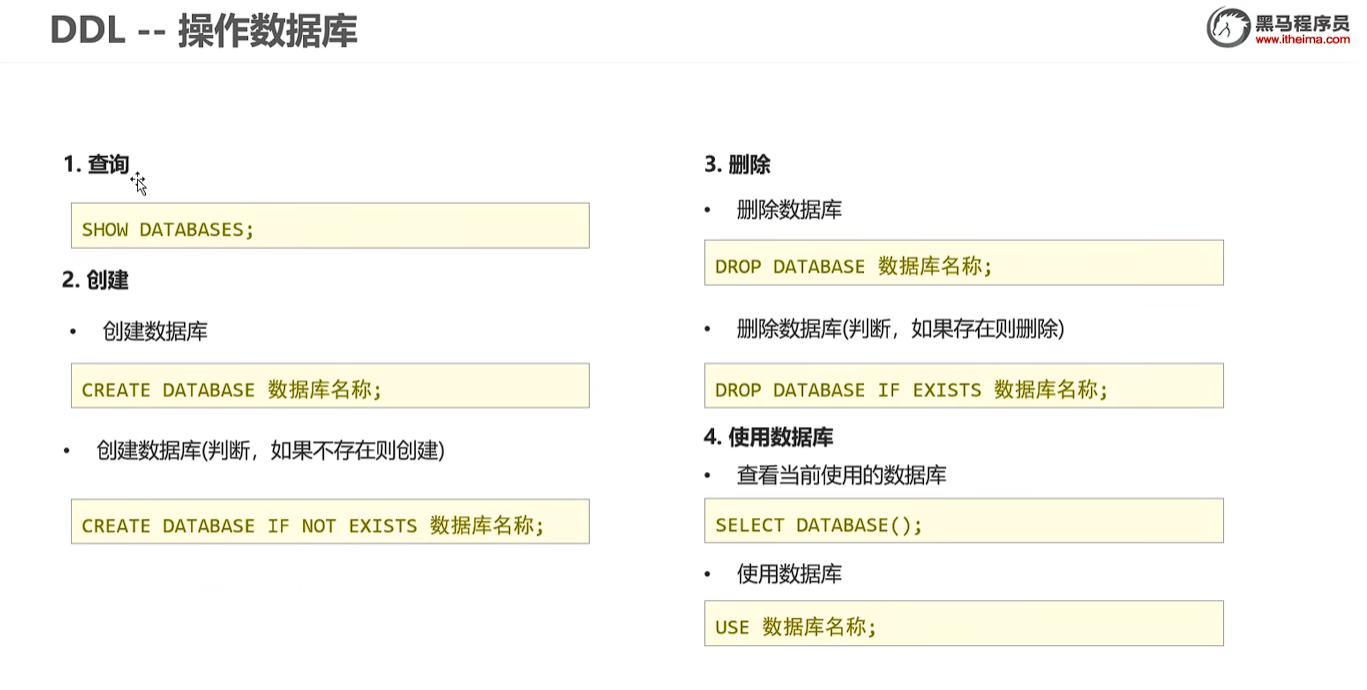 DDL -- 操作数据库
黑马程序员
www.itheima.com
1. 查询
SHOW DATABASES;
2. 创建
• 创建数据库
CREATE DATABASE 数据库名称;
• 创建数据库(判断，如果不存在则创建)
CREATE DATABASE IF NOT EXISTS 数据库名称;
3. 删除
• 删除数据库
DROP DATABASE 数据库名称;
• 删除数据库(判断，如果存在则删除)
DROP DATABASE IF EXISTS 数据库名称;
4. 使用数据库
• 查看当前使用的数据库
SELECT DATABASE();
• 使用数据库
USE 数据库名称;